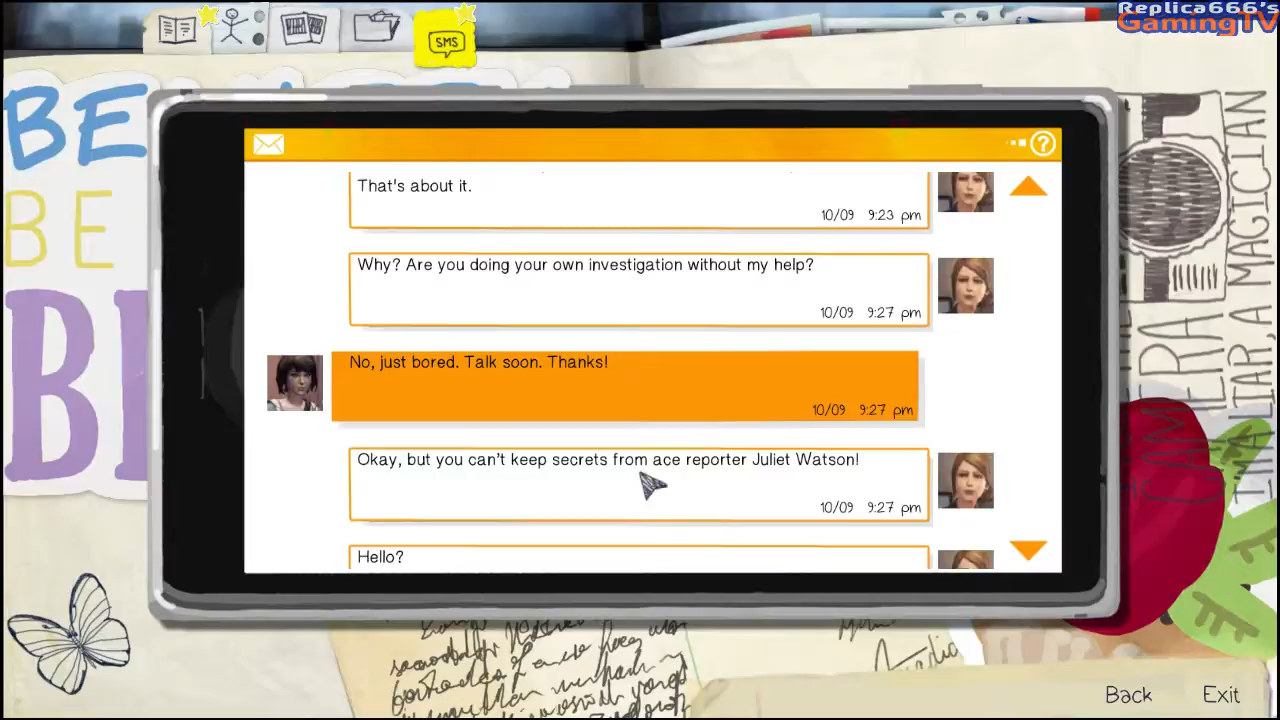 Replica666's
GamingTV
SMS
BE
BE
That's about it.
10/09 9:23 pm
Why? Are you doing your own investigation without my help?
10/09 9:27 pm
No, just bored. Talk soon. Thanks!
10/09 9:27 pm
Okay, but you can't keep secrets from ace reporter Juliet Watson!
10/09 9:27 pm
Hello?
LIAR, A MAGICIAN
Back
Exit